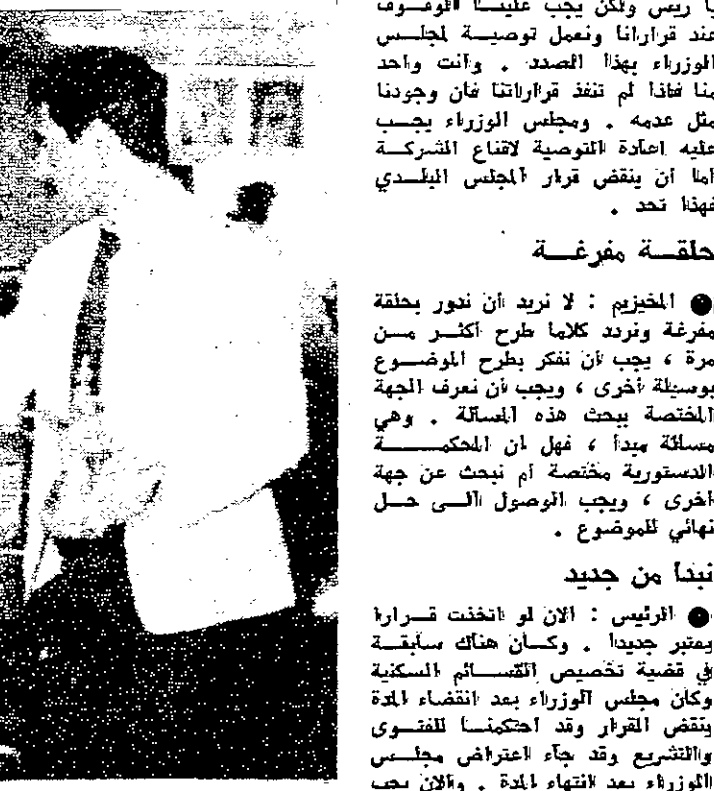 يا ريس ولكن يجب علينا الوقوف
عند قراراتنا ونعمل توصية لمجلس
الوزراء بهذا الصدد . وأنت واحد
منا فاذا لم تنفذ قراراتنا فان وجودنا
مثل عدمه . ومجلس الوزراء يجب
عليه اعادة التوصية لاقناع الشركة
أما أن ينقض قرار المجلس البلدي
فهذا تحد .
حلقة مفرغة
● المخيزيم : لا نريد أن ندور بحلقة
مفرغة ونردد كلاما طرح أكثر من
مرة ، يجب أن نفكر بطرح الموضوع
بوسيلة أخرى ، ويجب أن نعرف الجهة
المختصة ببحث هذه المسألة . وهي
مسألة مبدأ ، فهل ان المحكمة
الدستورية مختصة أم نبحث عن جهة
أخرى ، ويجب الوصول الى حل
نهائي للموضوع .
نبدأ من جديد
● الرئيس : الان لو اتخذت قرارا
يعتبر جديدا . وكان هناك سابقة
في قضية تخصيص القسائم السكنية
وكان مجلس الوزراء بعد انقضاء المدة
ينقض القرار وقد احتكمنا للفتوى
والتشريع وقد جاء اعتراض مجلس
الوزراء بعد انتهاء المدة . والان يجب